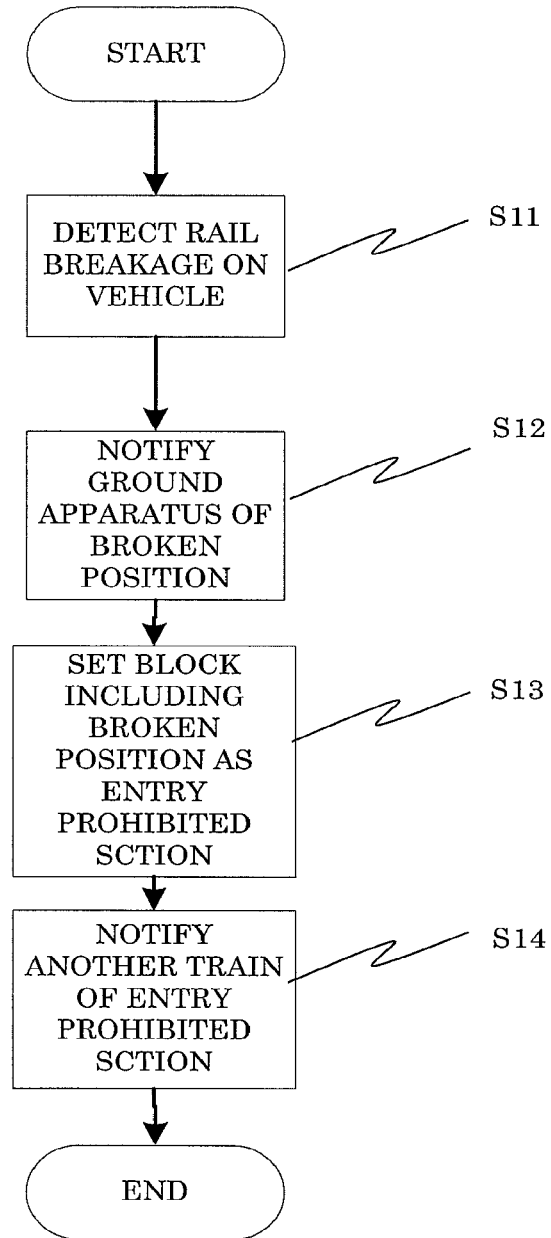 START
DETECT RAIL
BREAKAGE ON
VEHICLE
S11
NOTIFY
GROUND
APPARATUS OF
BROKEN
POSITION
S12
SET BLOCK
INCLUDING
BROKEN
POSITION AS
ENTRY
PROHIBITED
SCTION
S13
NOTIFY
ANOTHER TRAIN
OF ENTRY
PROHIBITED
SCTION
S14
END